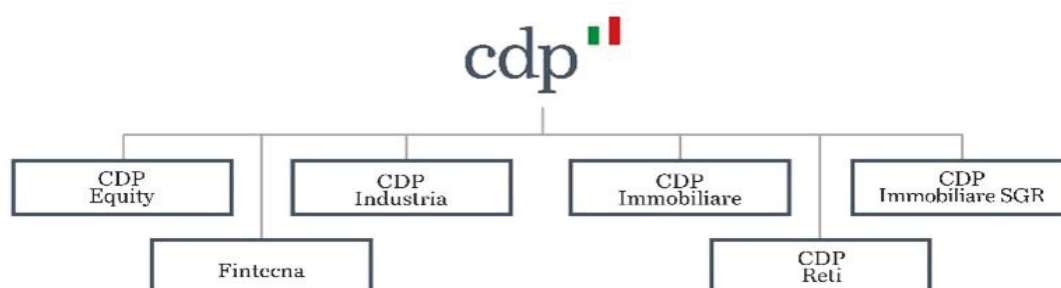 cdp
CDP
Equity
CDP
Industria
CDP
Immobiliare
CDP
Immobiliare SGR
Fintecna
CDP
Reti